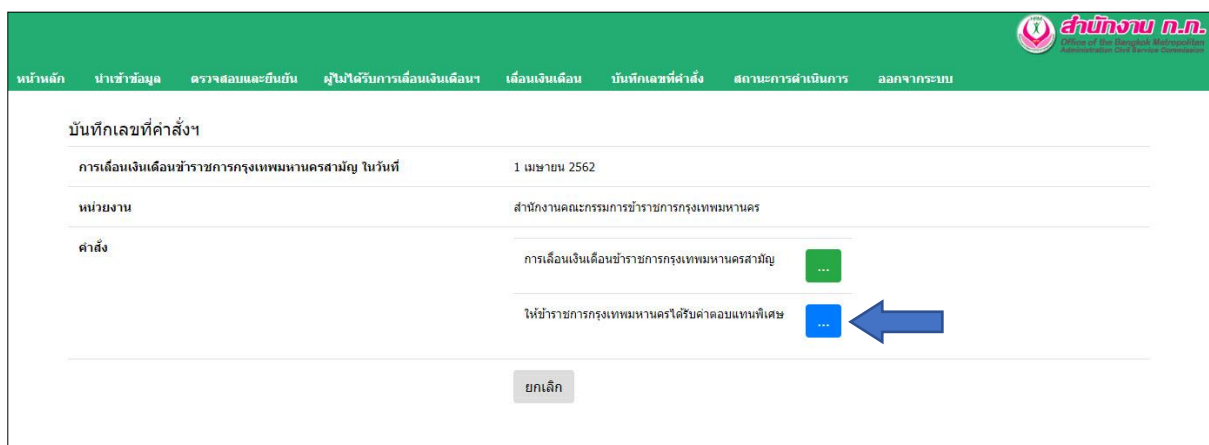 สำนักงาน ก.ก.
Office of the Bangkok Metropolitan
Administration Civil Service Commission
หน้าหลัก นำเข้าข้อมูล ตรวจสอบและยืนยัน ผู้ไม่ได้รับการเลื่อนเงินเดือนฯ เลื่อนเงินเดือน บันทึกเลขที่คำสั่ง สถานะการดำเนินการ ออกจากระบบ
บันทึกเลขที่คำสั่งฯ
การเลื่อนเงินเดือนข้าราชการกรุงเทพมหานครสามัญ ในวันที่ 1 เมษายน 2562
หน่วยงาน สำนักงานคณะกรรมการข้าราชการกรุงเทพมหานคร
คำสั่ง
การเลื่อนเงินเดือนข้าราชการกรุงเทพมหานครสามัญ ...
ให้ข้าราชการกรุงเทพมหานครได้รับค่าตอบแทนพิเศษ ...
ยกเลิก